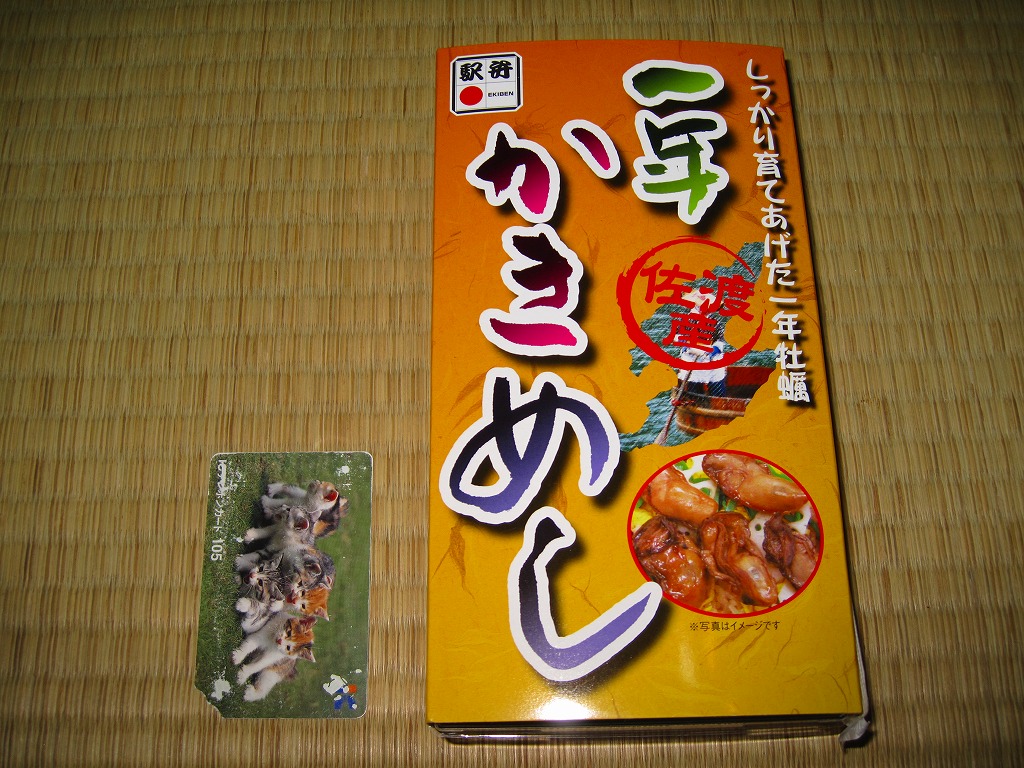 しっかり育てあげた一年牡蠣
一年
かきめし
駅弁
EKIBEN
佐渡
産
※写真はイメージです
105